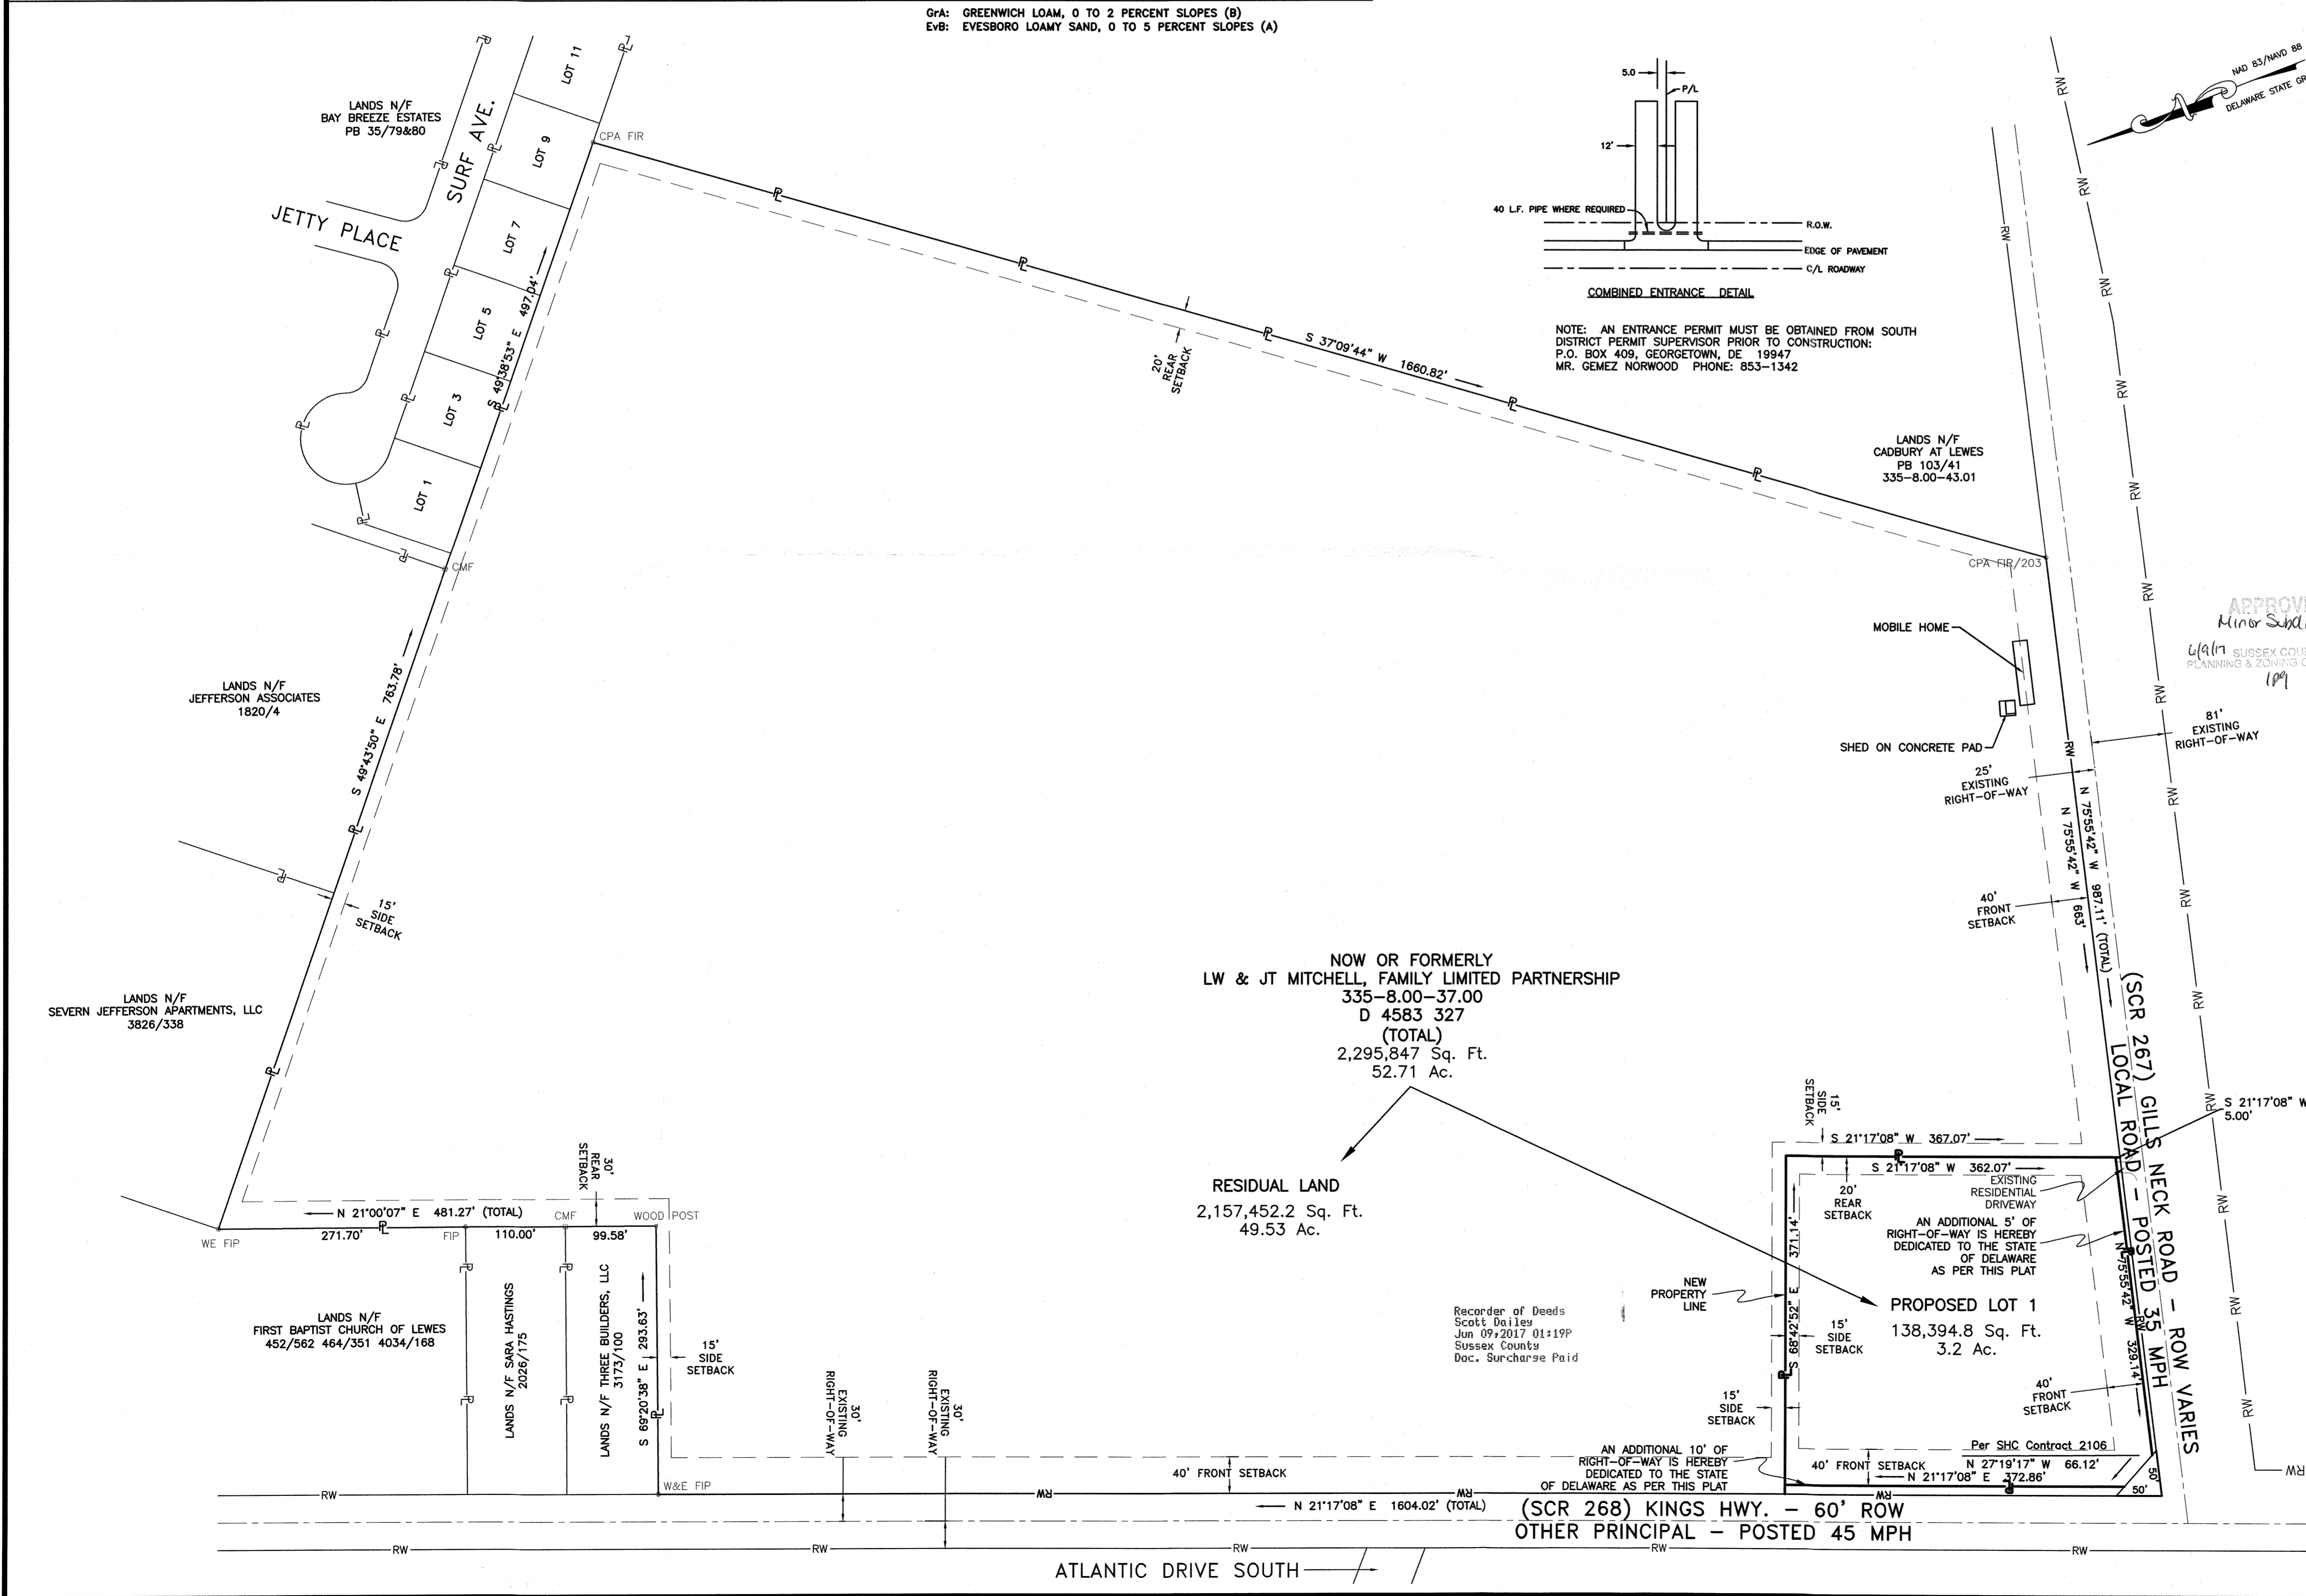 GrA: GREENWICH LOAM, 0 TO 2 PERCENT SLOPES (B)
EvB: EVESBORO LOAMY SAND, 0 TO 5 PERCENT SLOPES (A)
LANDS N/F
BAY BREEZE ESTATES
PB 35/79&80
SURF AVE.
JETTY PLACE
LOT 11
LOT 9
LOT 7
LOT 5
LOT 3
LOT 1
CPA FIR
S 49°38'53" E 497.04'
CMF
20'
REAR
SETBACK
S 37°09'44" W 1660.82'
5.0
P/L
12'
40 L.F. PIPE WHERE REQUIRED
R.O.W.
EDGE OF PAVEMENT
C/L ROADWAY
COMBINED ENTRANCE DETAIL
NOTE: AN ENTRANCE PERMIT MUST BE OBTAINED FROM SOUTH
DISTRICT PERMIT SUPERVISOR PRIOR TO CONSTRUCTION:
P.O. BOX 409, GEORGETOWN, DE 19947
MR. GEMEZ NORWOOD PHONE: 853-1342
NAD 83/NAVD 88
DELAWARE STATE GR
LANDS N/F
CADBURY AT LEWES
PB 103/41
335-8.00-43.01
CPA FIR/203
MOBILE HOME
SHED ON CONCRETE PAD
25'
EXISTING
RIGHT-OF-WAY
81'
EXISTING
RIGHT-OF-WAY
APPROV
Minor Subdi
6/9/17 SUSSEX COU
PLANNING & ZONING C
N 75°55'42" W 987.11' (TOTAL)
N 75°55'42" W 663'
40'
FRONT
SETBACK
LANDS N/F
JEFFERSON ASSOCIATES
1820/4
S 49°43'50" E 763.78'
15'
SIDE
SETBACK
LANDS N/F
SEVERN JEFFERSON APARTMENTS, LLC
3826/338
NOW OR FORMERLY
LW & JT MITCHELL, FAMILY LIMITED PARTNERSHIP
335-8.00-37.00
D 4583 327
(TOTAL)
2,295,847 Sq. Ft.
52.71 Ac.
RESIDUAL LAND
2,157,452.2 Sq. Ft.
49.53 Ac.
(SCR 267) GILLS NECK ROAD - ROW VARIES
LOCAL ROAD - POSTED 35 MPH
S 21°17'08" W
5.00'
15'
SIDE
SETBACK
S 21°17'08" W 367.07'
S 21°17'08" W 362.07'
EXISTING
RESIDENTIAL
DRIVEWAY
20'
REAR
SETBACK
AN ADDITIONAL 5' OF
RIGHT-OF-WAY IS HEREBY
DEDICATED TO THE STATE
OF DELAWARE
AS PER THIS PLAT
S 68°42'52" E 371.14'
N 75°55'42" W 329.14'
NEW
PROPERTY
LINE
PROPOSED LOT 1
138,394.8 Sq. Ft.
3.2 Ac.
15'
SIDE
SETBACK
15'
SIDE
SETBACK
40'
FRONT
SETBACK
Recorder of Deeds
Scott Dailey
Jun 09,2017 01:19P
Sussex County
Doc. Surcharge Paid
30'
REAR
SETBACK
N 21°00'07" E 481.27' (TOTAL)
CMF
WOOD POST
WE FIP
271.70'
FIP
110.00'
99.58'
LANDS N/F
FIRST BAPTIST CHURCH OF LEWES
452/562 464/351 4034/168
LANDS N/F SARA HASTINGS
2026/175
LANDS N/F THREE BUILDERS, LLC
3173/100
S 69°20'38" E 293.63'
15'
SIDE
SETBACK
30'
EXISTING
RIGHT-OF-WAY
30'
EXISTING
RIGHT-OF-WAY
W&E FIP
40' FRONT SETBACK
AN ADDITIONAL 10' OF
RIGHT-OF-WAY IS HEREBY
DEDICATED TO THE STATE
OF DELAWARE AS PER THIS PLAT
Per SHC Contract 2106
N 27°19'17" W 66.12'
40' FRONT SETBACK
N 21°17'08" E 372.86'
50'
50'
N 21°17'08" E 1604.02' (TOTAL)
(SCR 268) KINGS HWY. - 60' ROW
OTHER PRINCIPAL - POSTED 45 MPH
ATLANTIC DRIVE SOUTH
RW
RW
RW
RW
RW
RW
RW
RW
RW